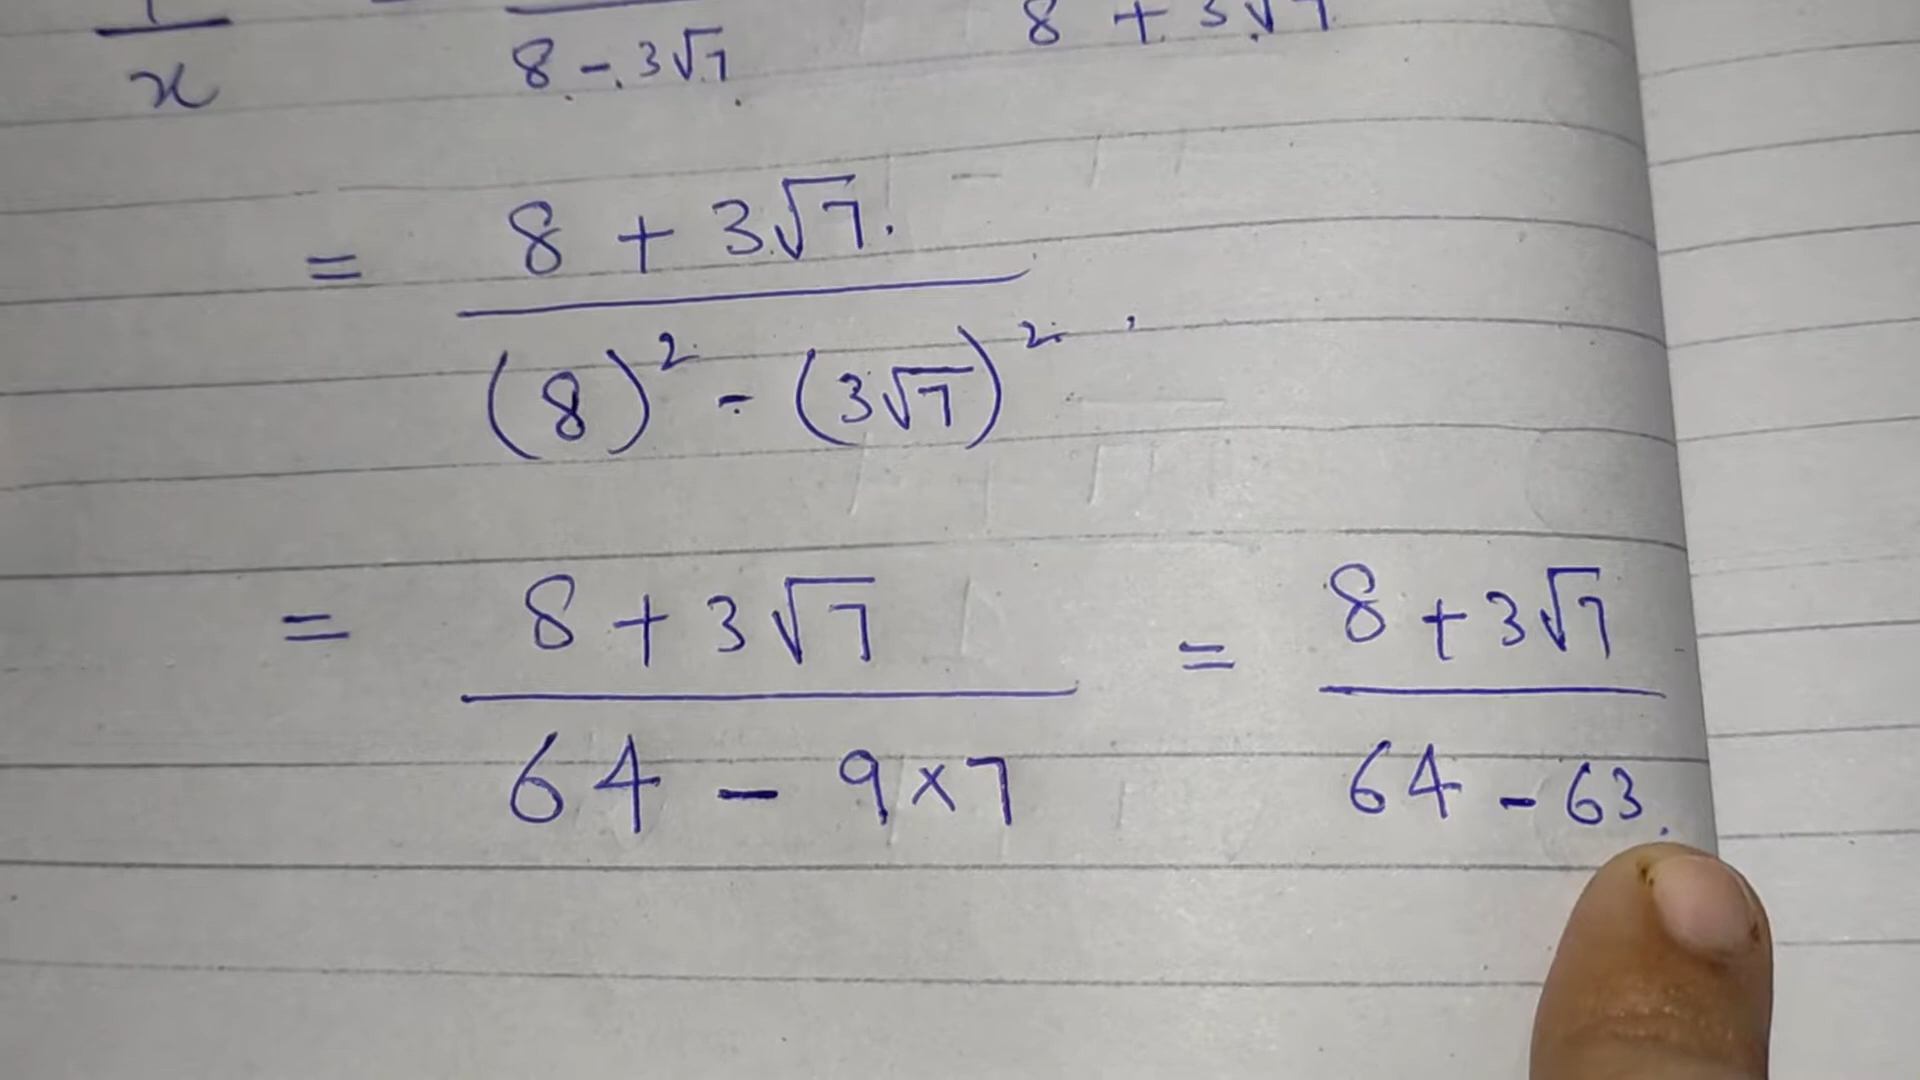 x 8 - 3√7 8 + 3√7
= 8 + 3√7.
(8)² - (3√7)²
= 8 + 3√7 = 8 + 3√7
64 - 9×7 64 - 63.